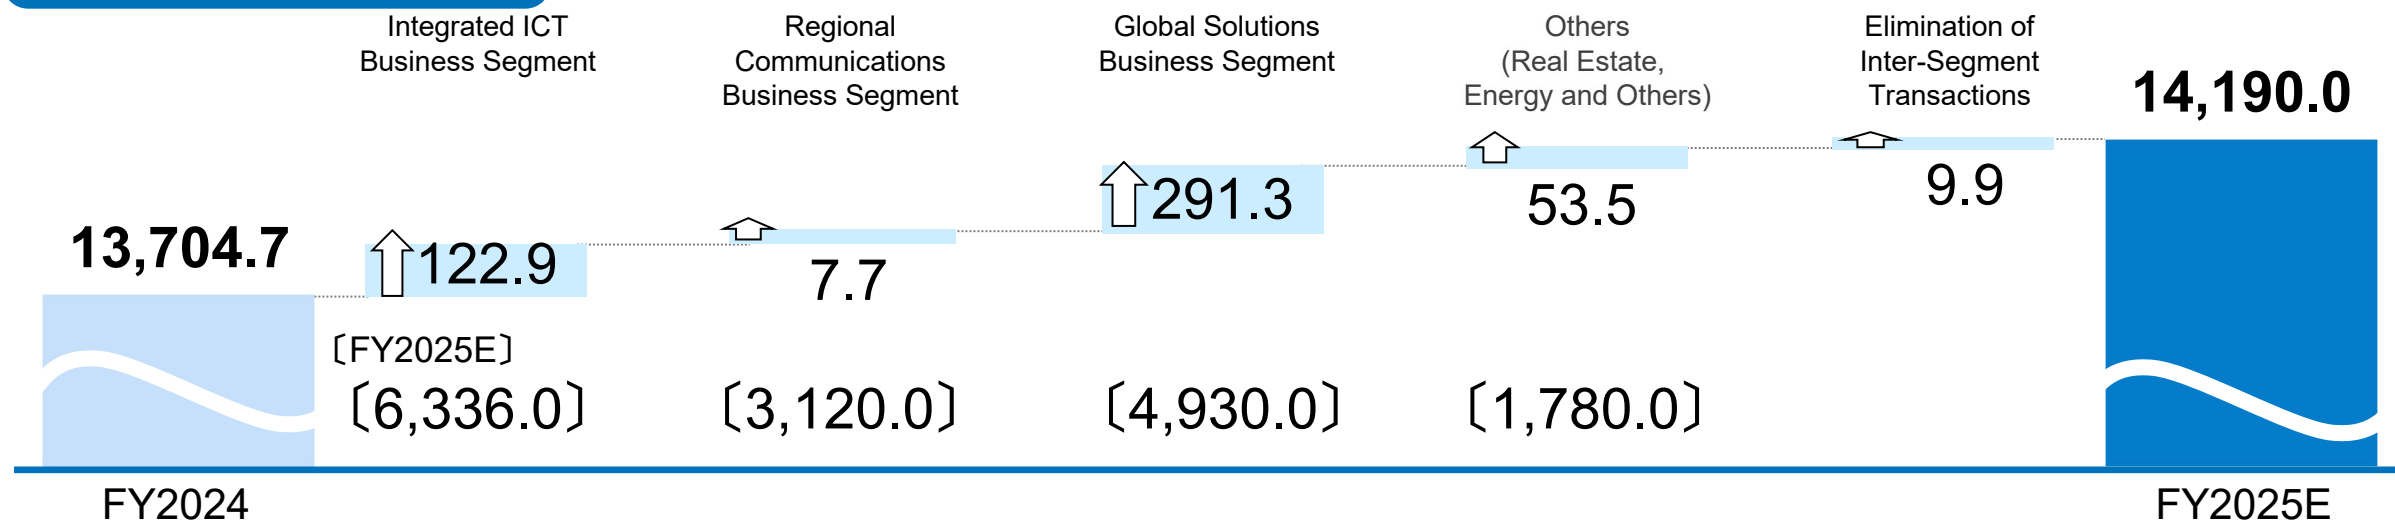 Integrated ICT
Business Segment
Regional
Communications
Business Segment
Global Solutions
Business Segment
Others
(Real Estate,
Energy and Others)
Elimination of
Inter-Segment
Transactions
14,190.0
13,704.7
122.9
7.7
291.3
53.5
9.9
〔FY2025E〕
〔6,336.0〕
〔3,120.0〕
〔4,930.0〕
〔1,780.0〕
FY2024
FY2025E